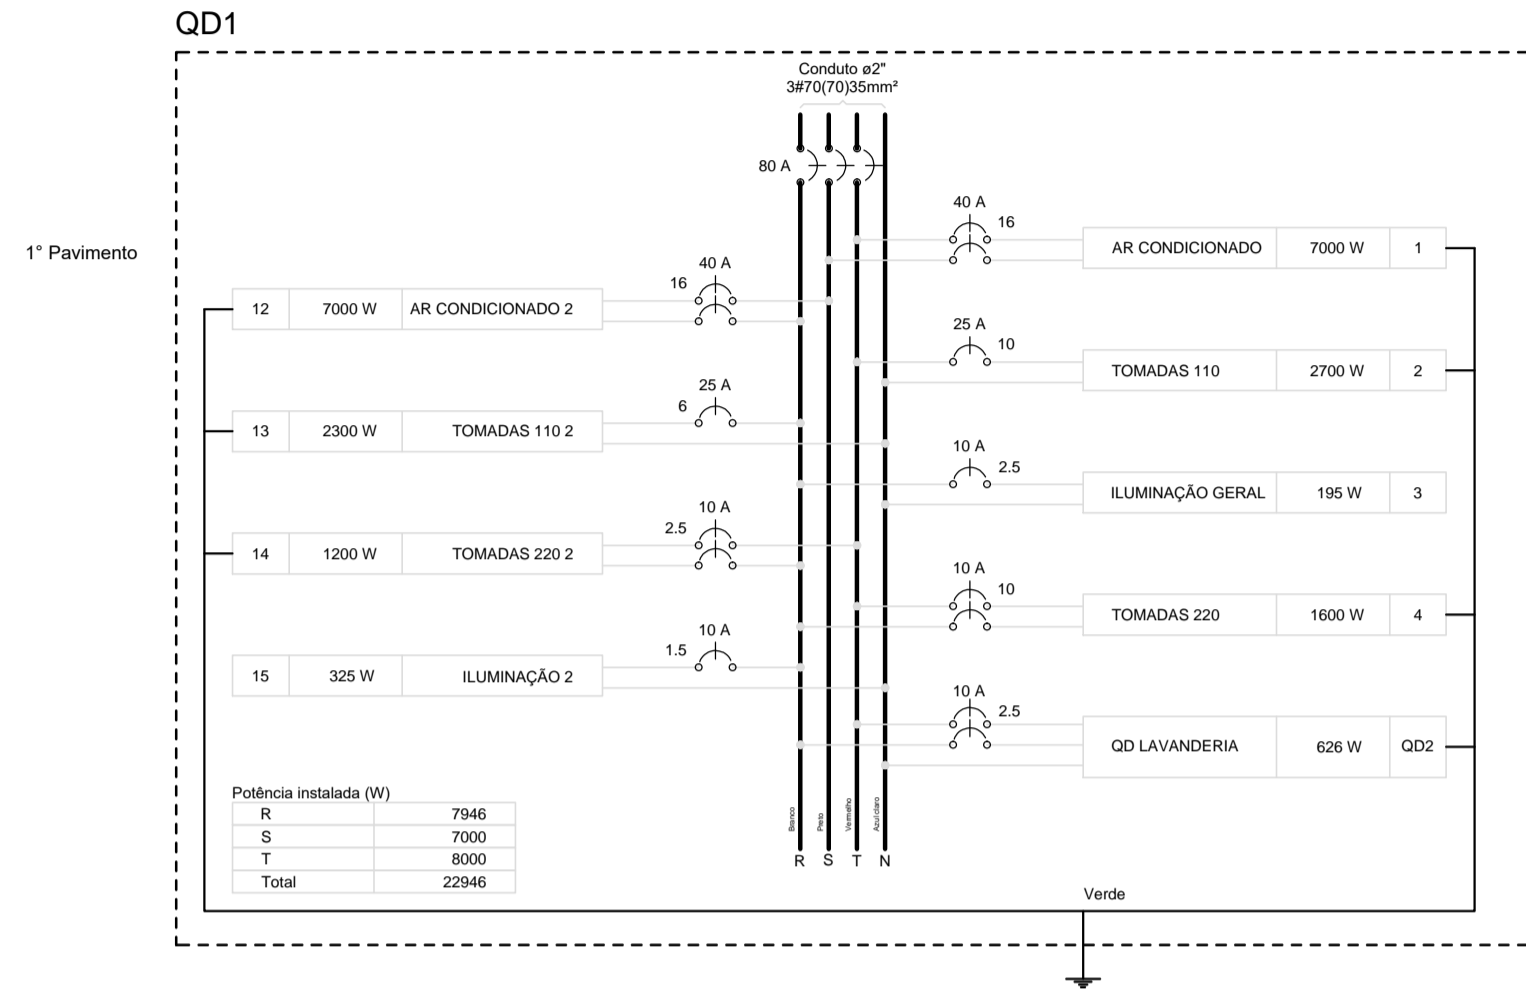 QD1
Conduto ø2"
3#70(70)35mm²
80 A
1° Pavimento
40 A
16
AR CONDICIONADO 7000 W 1
40 A
16
12 7000 W AR CONDICIONADO 2
25 A
10
TOMADAS 110 2700 W 2
25 A
6
13 2300 W TOMADAS 110 2
10 A
2.5
ILUMINAÇÃO GERAL 195 W 3
10 A
2.5
14 1200 W TOMADAS 220 2
10 A
10
TOMADAS 220 1600 W 4
10 A
1.5
15 325 W ILUMINAÇÃO 2
10 A
2.5
QD LAVANDERIA 626 W QD2
Potência instalada (W)
R 7946
S 7000
T 8000
Total 22946
Branco
Preto
Vermelho
Azul claro
R S T N
Verde